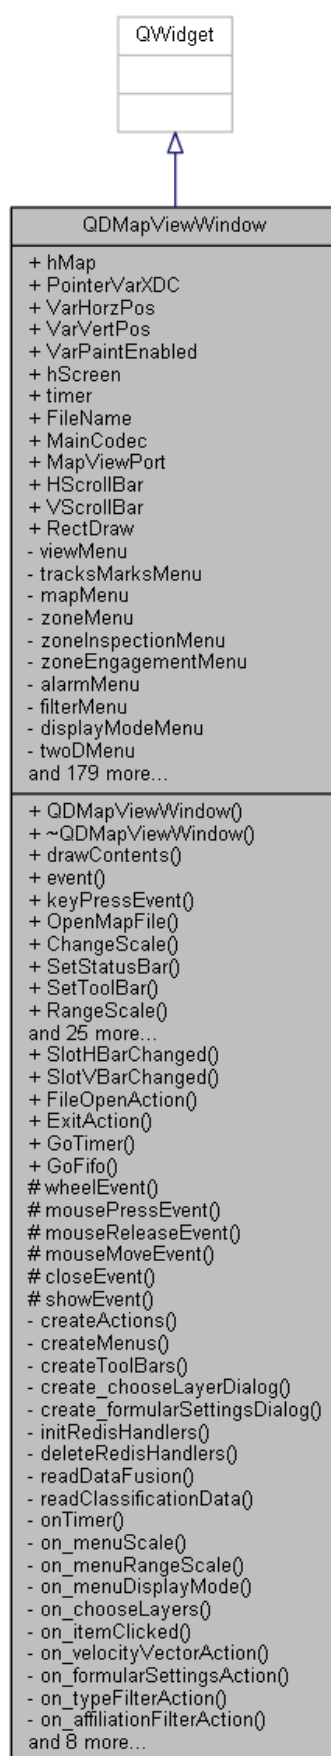 QWidget
QDMapViewWindow
+ hMap
+ PointerVarXDC
+ VarHorzPos
+ VarVertPos
+ VarPaintEnabled
+ hScreen
+ timer
+ FileName
+ MainCodec
+ MapViewPort
+ HScrollBar
+ VScrollBar
+ RectDraw
- viewMenu
- tracksMarksMenu
- mapMenu
- zoneMenu
- zoneInspectionMenu
- zoneEngagementMenu
- alarmMenu
- filterMenu
- displayModeMenu
- twoDMenu
and 179 more...
+ QDMapViewWindow()
+ ~QDMapViewWindow()
+ drawContents()
+ event()
+ keyPressEvent()
+ OpenMapFile()
+ ChangeScale()
+ SetStatusBar()
+ SetToolBar()
+ RangeScale()
and 25 more...
+ SlotHBarChanged()
+ SlotVBarChanged()
+ FileOpenAction()
+ ExitAction()
+ GoTimer()
+ GoFifo()
# wheelEvent()
# mousePressEvent()
# mouseReleaseEvent()
# mouseMoveEvent()
# closeEvent()
# showEvent()
- createActions()
- createMenus()
- createToolBars()
- create_chooseLayerDialog()
- create_formularSettingsDialog()
- initRedisHandlers()
- deleteRedisHandlers()
- readDataFusion()
- readClassificationData()
- onTimer()
- on_menuScale()
- on_menuRangeScale()
- on_menuDisplayMode()
- on_chooseLayers()
- on_itemClicked()
- on_velocityVectorAction()
- on_formularSettingsAction()
- on_typeFilterAction()
- on_affiliationFilterAction()
and 8 more...